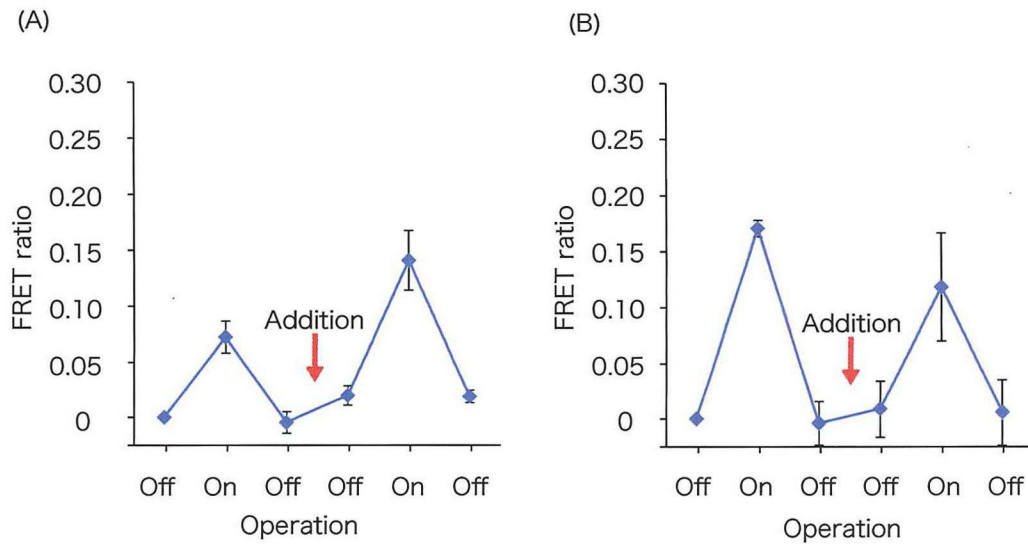 (A)
0.30
0.25
0.20
0.15
0.10
0.05
0
FRET ratio
Addition
Off On Off Off On Off
Operation
(B)
0.30
0.25
0.20
0.15
0.10
0.05
0
FRET ratio
Addition
Off On Off Off On Off
Operation